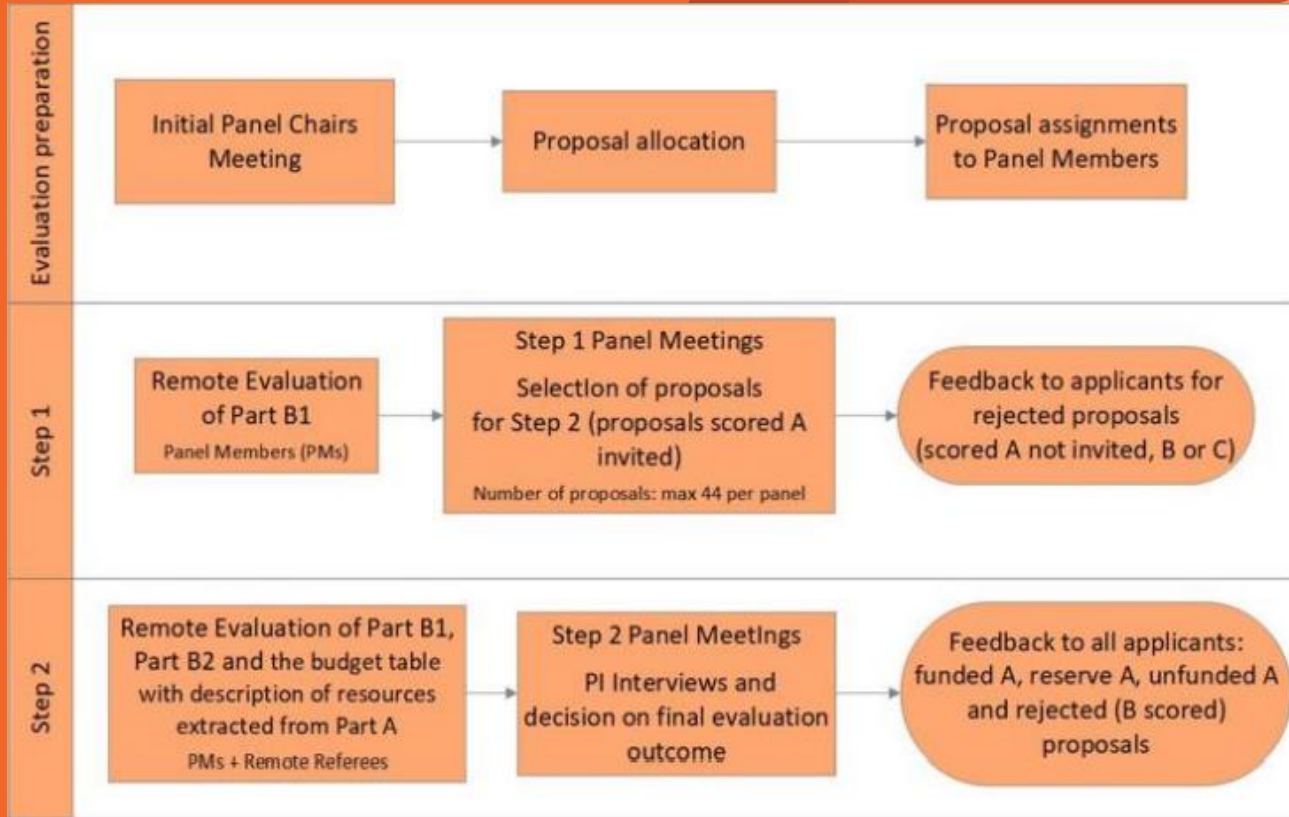 Evaluation preparation
Initial Panel Chairs
Meeting
Proposal allocation
Proposal assignments
to Panel Members
Step 1
Remote Evaluation
of Part B1
Panel Members (PMs)
Step 1 Panel Meetings
Selection of proposals
for Step 2 (proposals scored A
invited)
Number of proposals: max 44 per panel
Feedback to applicants for
rejected proposals
(scored A not invited, B or C)
Step 2
Remote Evaluation of Part B1,
Part B2 and the budget table
with description of resources
extracted from Part A
PMs + Remote Referees
Step 2 Panel Meetings
PI Interviews and
decision on final evaluation
outcome
Feedback to all applicants:
funded A, reserve A, unfunded A
and rejected (B scored)
proposals